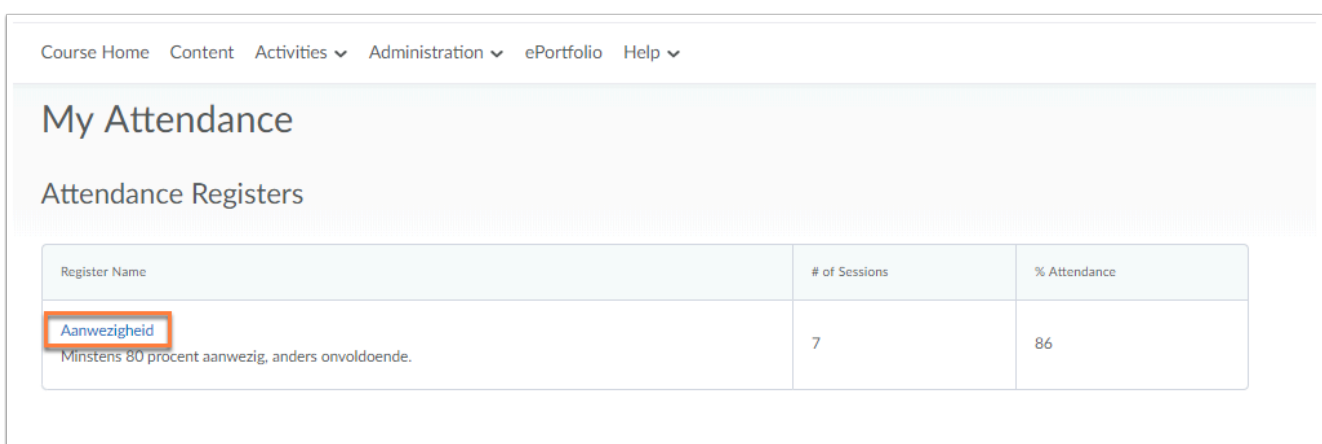 Course Home Content Activities Administration ePortfolio Help
My Attendance
Attendance Registers
Register Name # of Sessions % Attendance
Aanwezigheid
Minstens 80 procent aanwezig, anders onvoldoende.
7 86